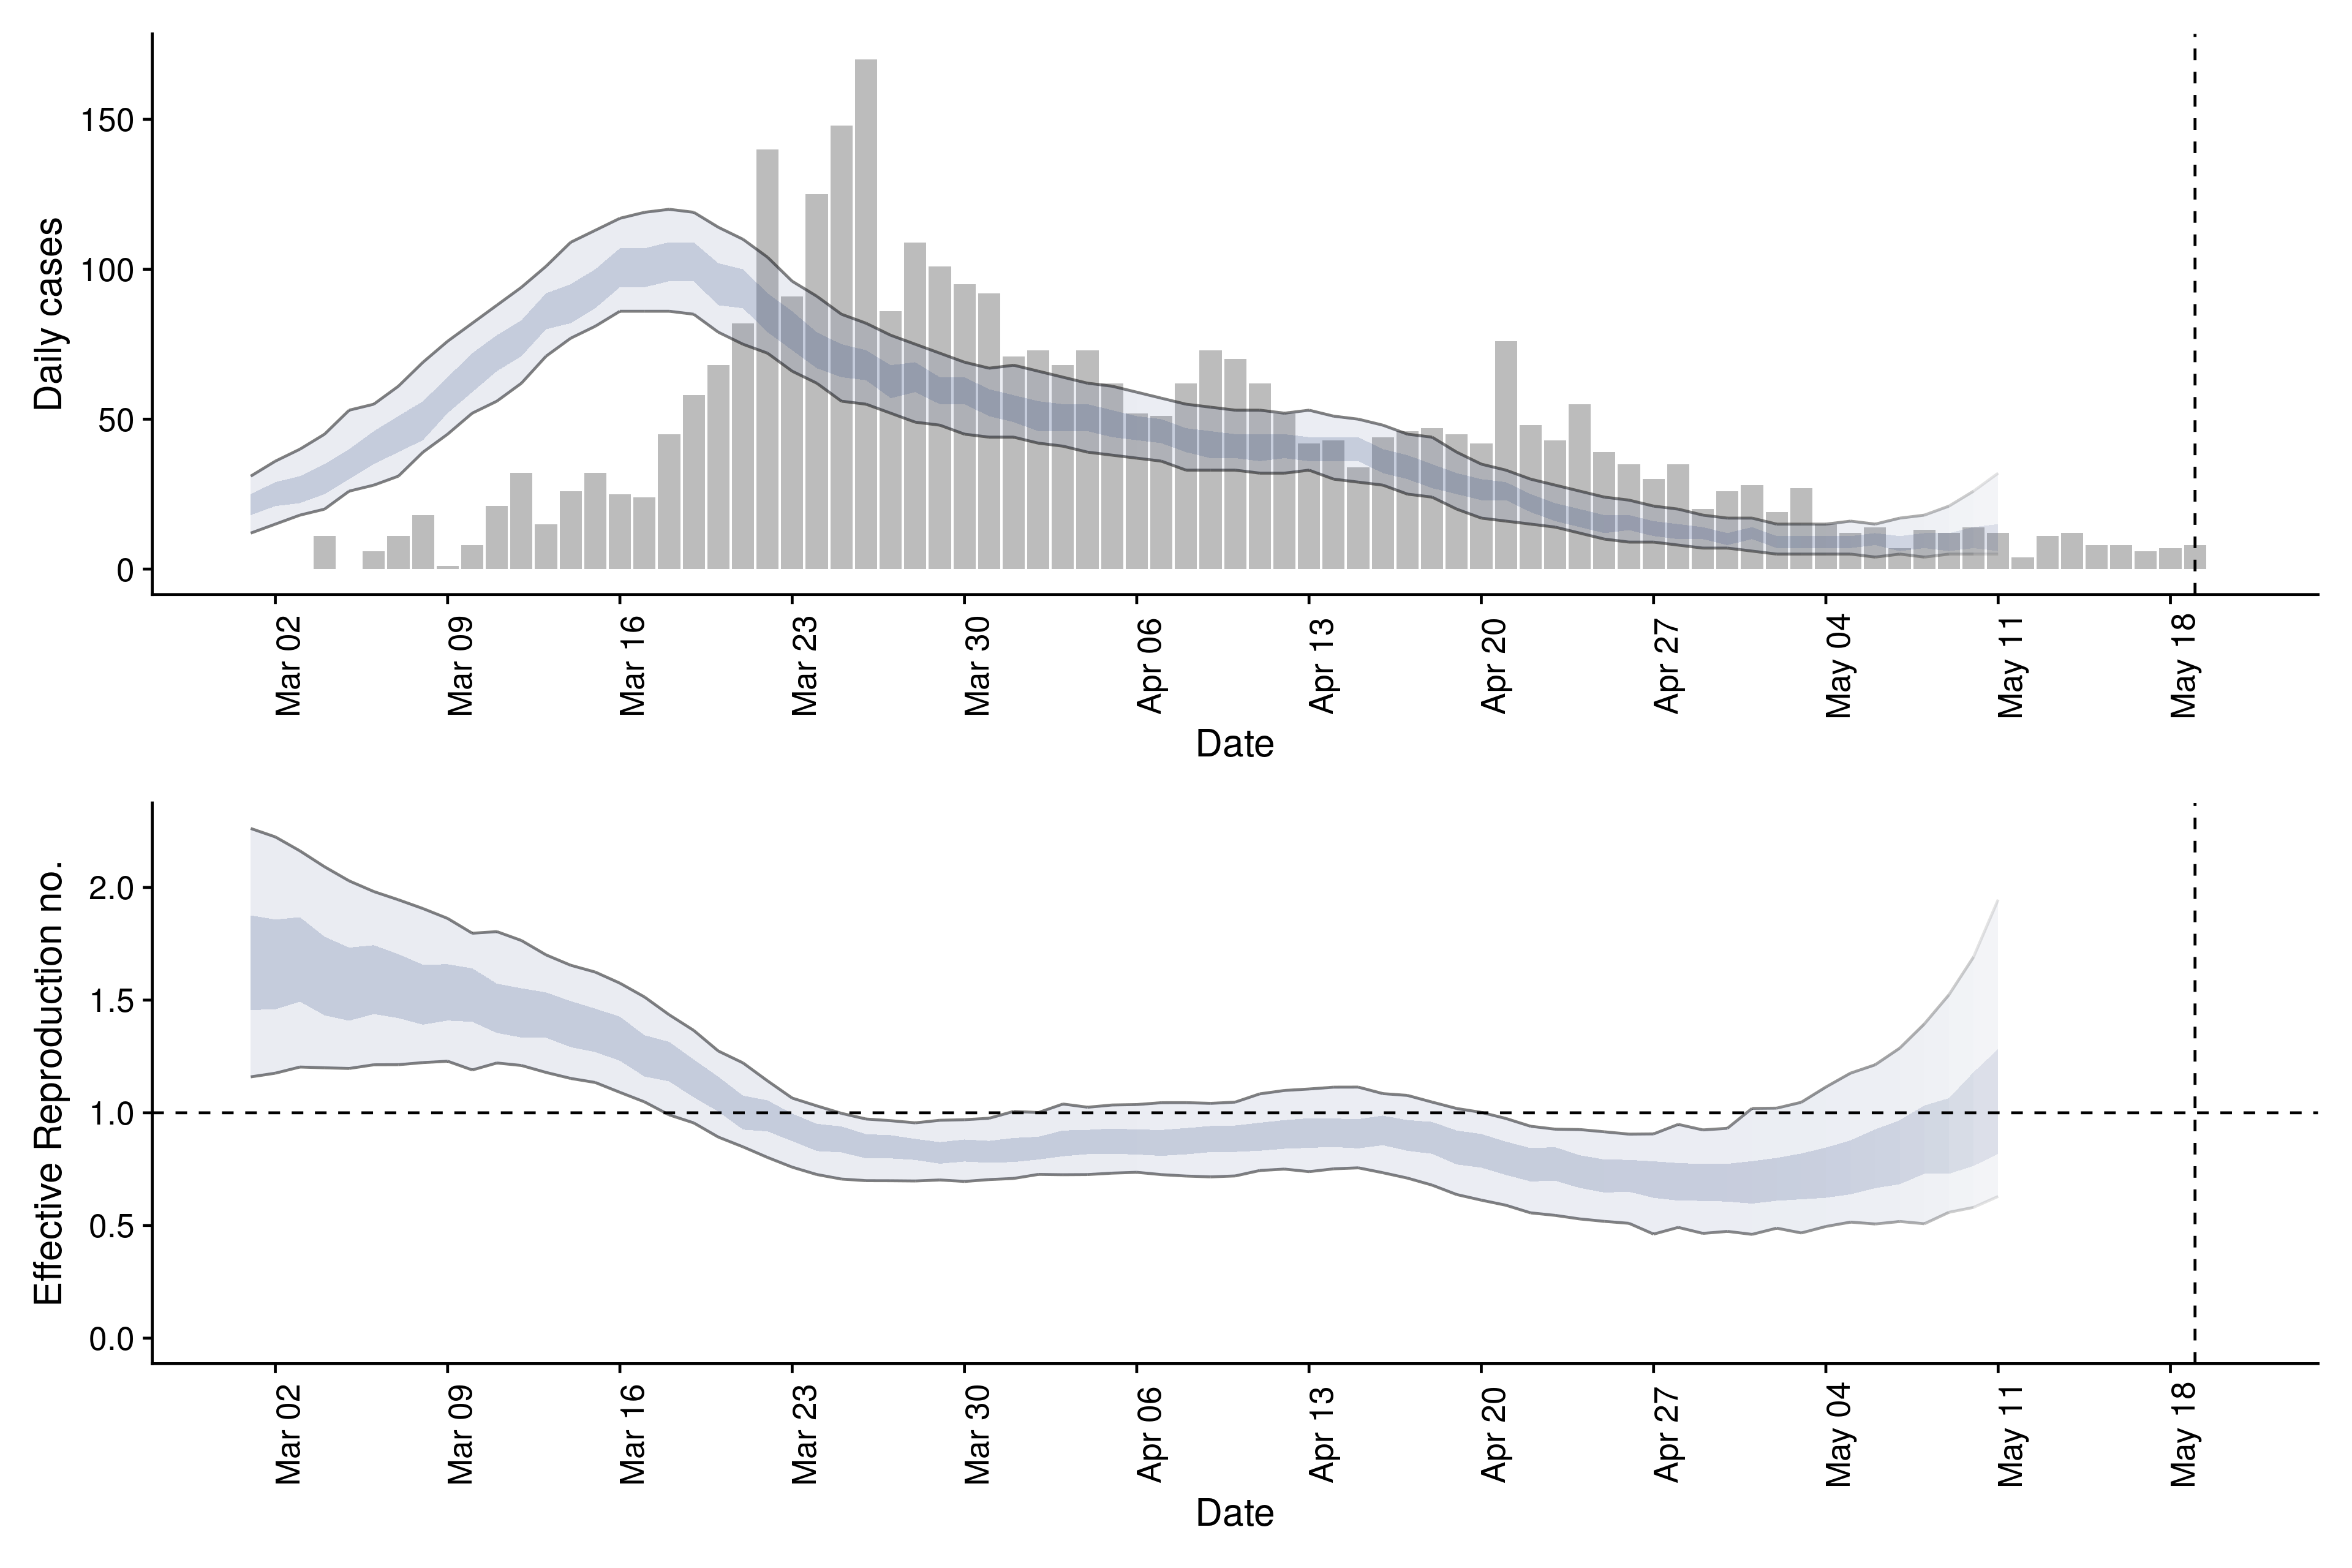 Daily cases
150
100
50
0
Mar 02
Mar 09
Mar 16
Mar 23
Mar 30
Apr 06
Apr 13
Apr 20
Apr 27
May 04
May 11
May 18
Date
Effective Reproduction no.
2.0
1.5
1.0
0.5
0.0
Mar 02
Mar 09
Mar 16
Mar 23
Mar 30
Apr 06
Apr 13
Apr 20
Apr 27
May 04
May 11
May 18
Date